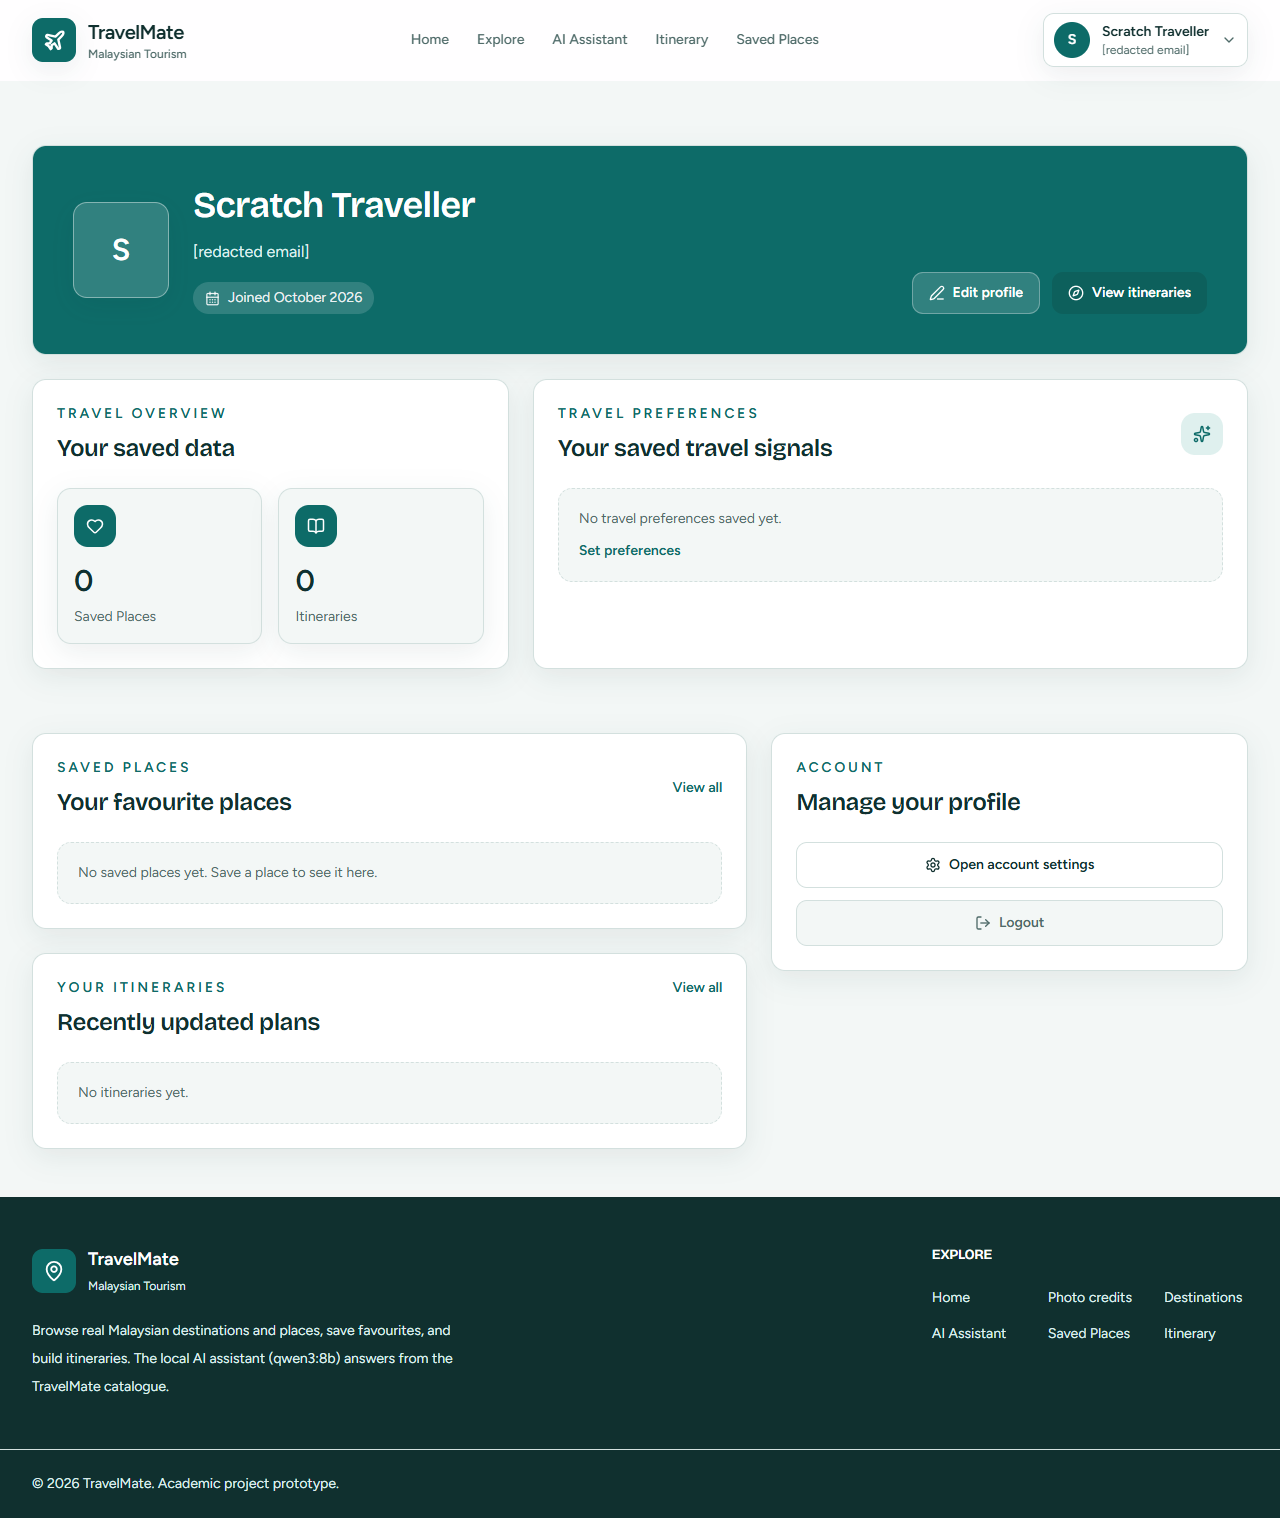 TravelMate
Malaysian Tourism
Home
Explore
AI Assistant
Itinerary
Saved Places
S
Scratch Traveller
[redacted email]
S
Scratch Traveller
[redacted email]
Joined October 2026
Edit profile
View itineraries
TRAVEL OVERVIEW
Your saved data
0
Saved Places
0
Itineraries
TRAVEL PREFERENCES
Your saved travel signals
No travel preferences saved yet.
Set preferences
SAVED PLACES
Your favourite places
View all
No saved places yet. Save a place to see it here.
ACCOUNT
Manage your profile
Open account settings
Logout
YOUR ITINERARIES
Recently updated plans
View all
No itineraries yet.
TravelMate
Malaysian Tourism
Browse real Malaysian destinations and places, save favourites, and
build itineraries. The local AI assistant (qwen3:8b) answers from the
TravelMate catalogue.
EXPLORE
Home
Photo credits
Destinations
AI Assistant
Saved Places
Itinerary
© 2026 TravelMate. Academic project prototype.